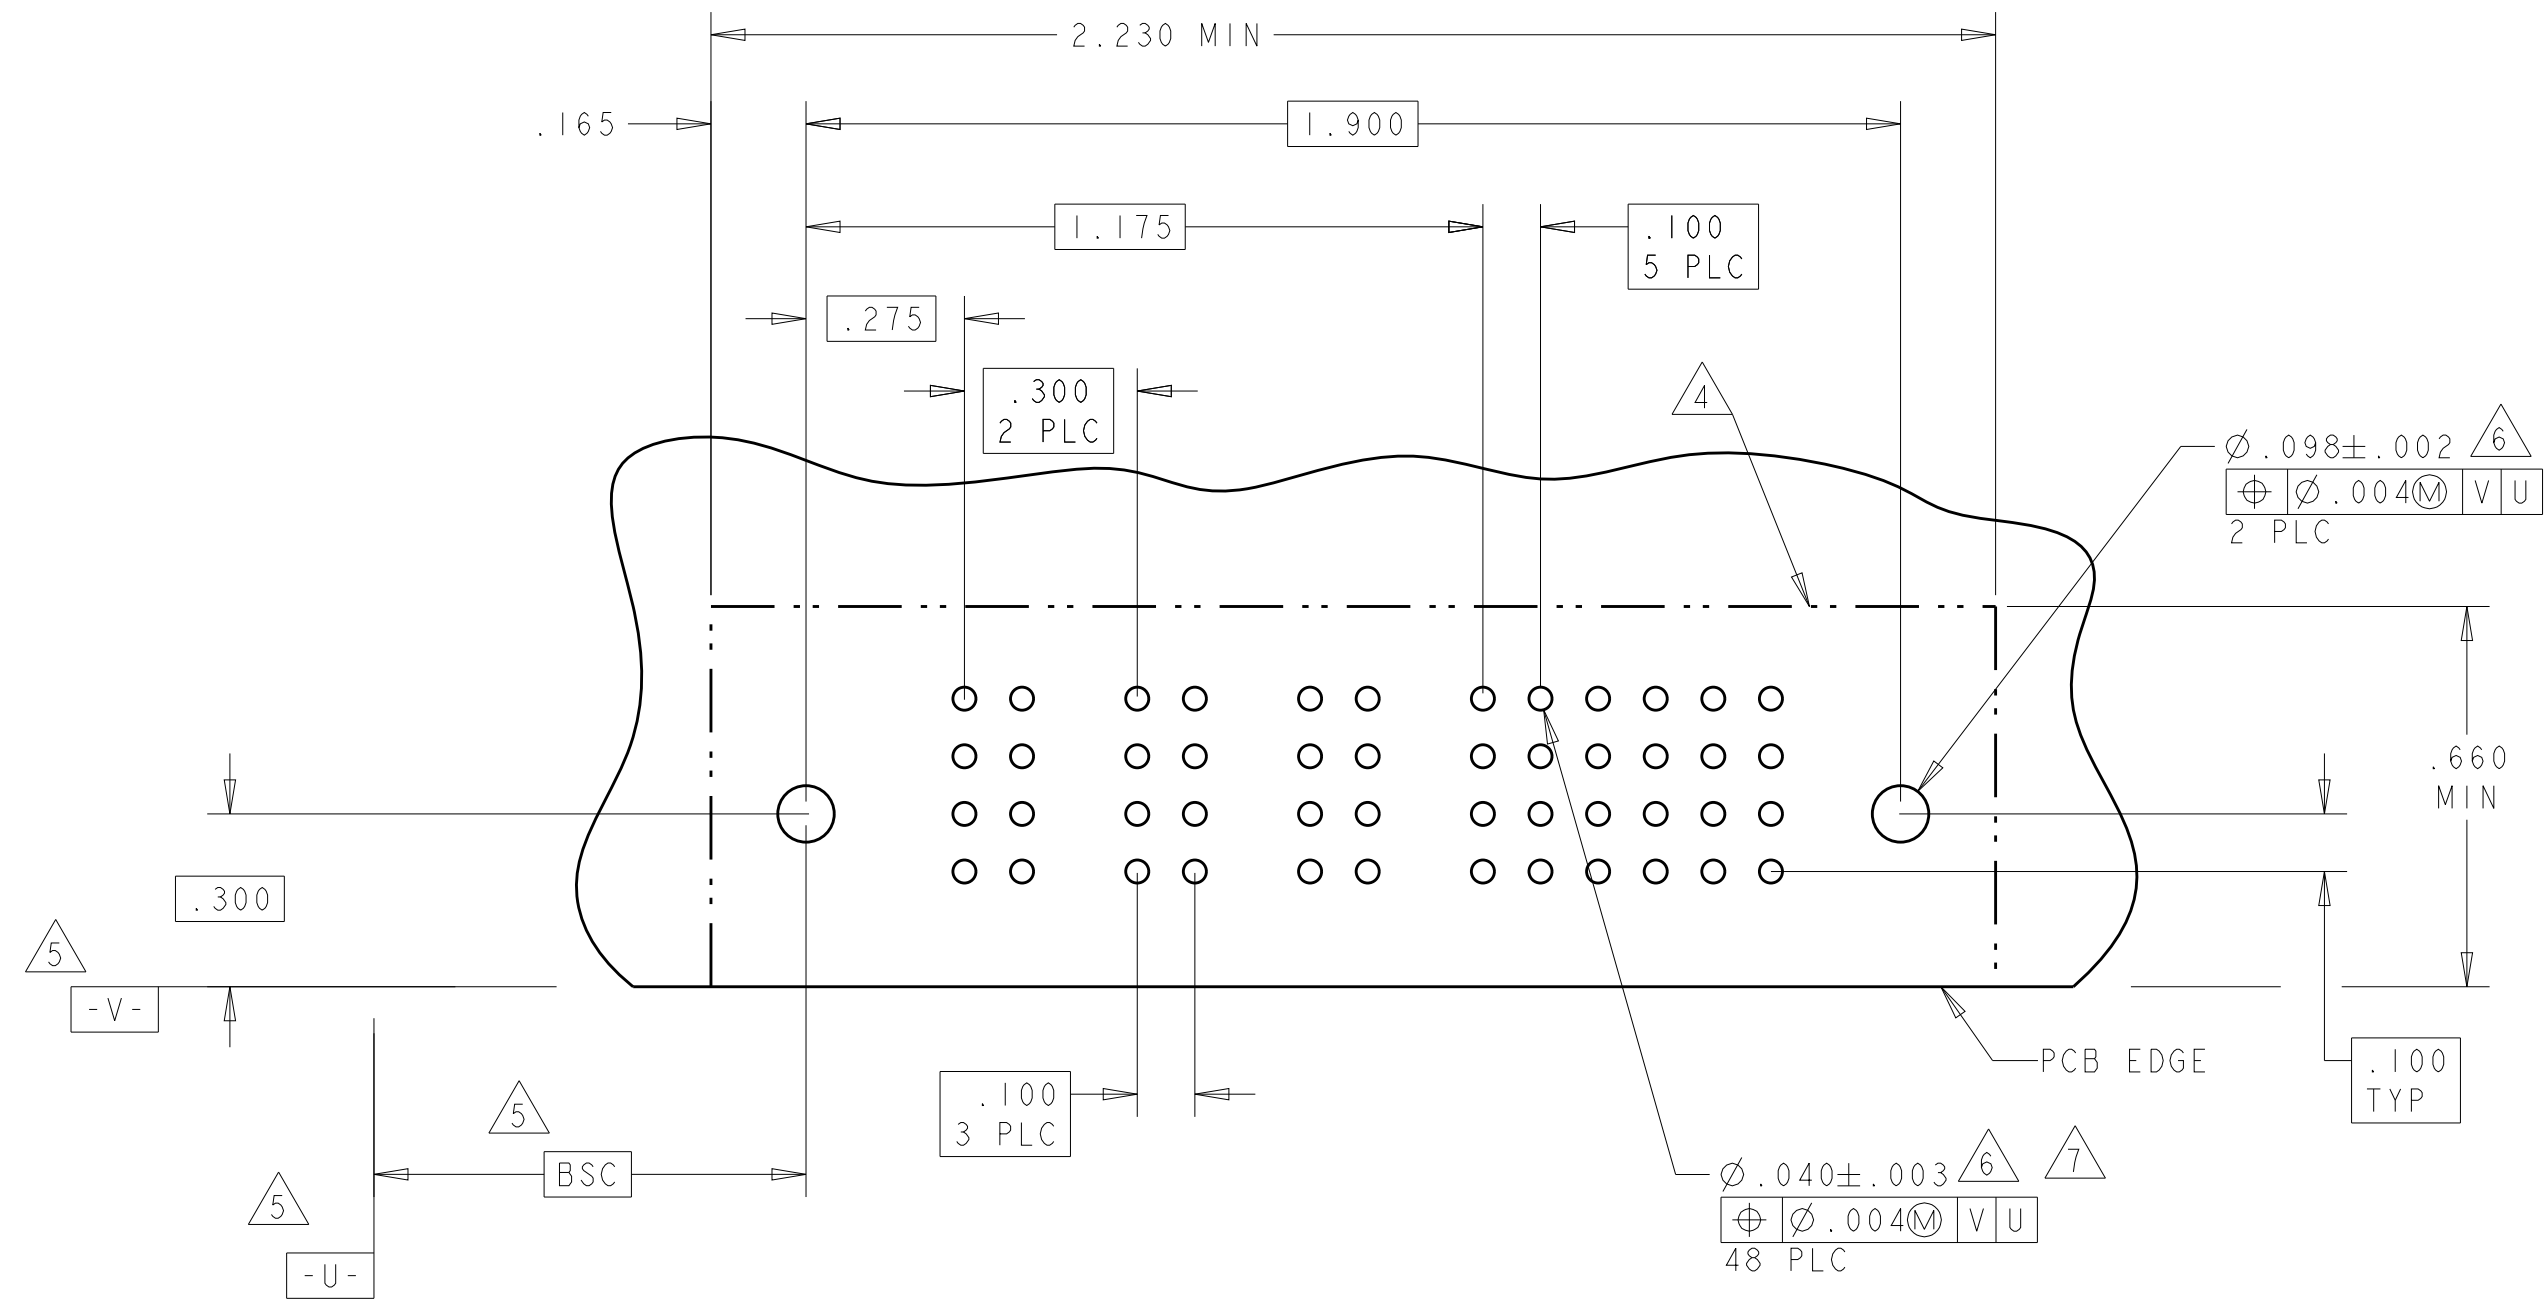 2.230 MIN
.165
1.900
1.175
.100
5 PLC
.275
.300
2 PLC
4
⌀.098±.002 6
⌖ ⌀.004Ⓜ V U
2 PLC
.660
MIN
.300
5
-V-
PCB EDGE
.100
TYP
.100
3 PLC
5
BSC
⌀.040±.003 6 7
⌖ ⌀.004Ⓜ V U
48 PLC
5
-U-